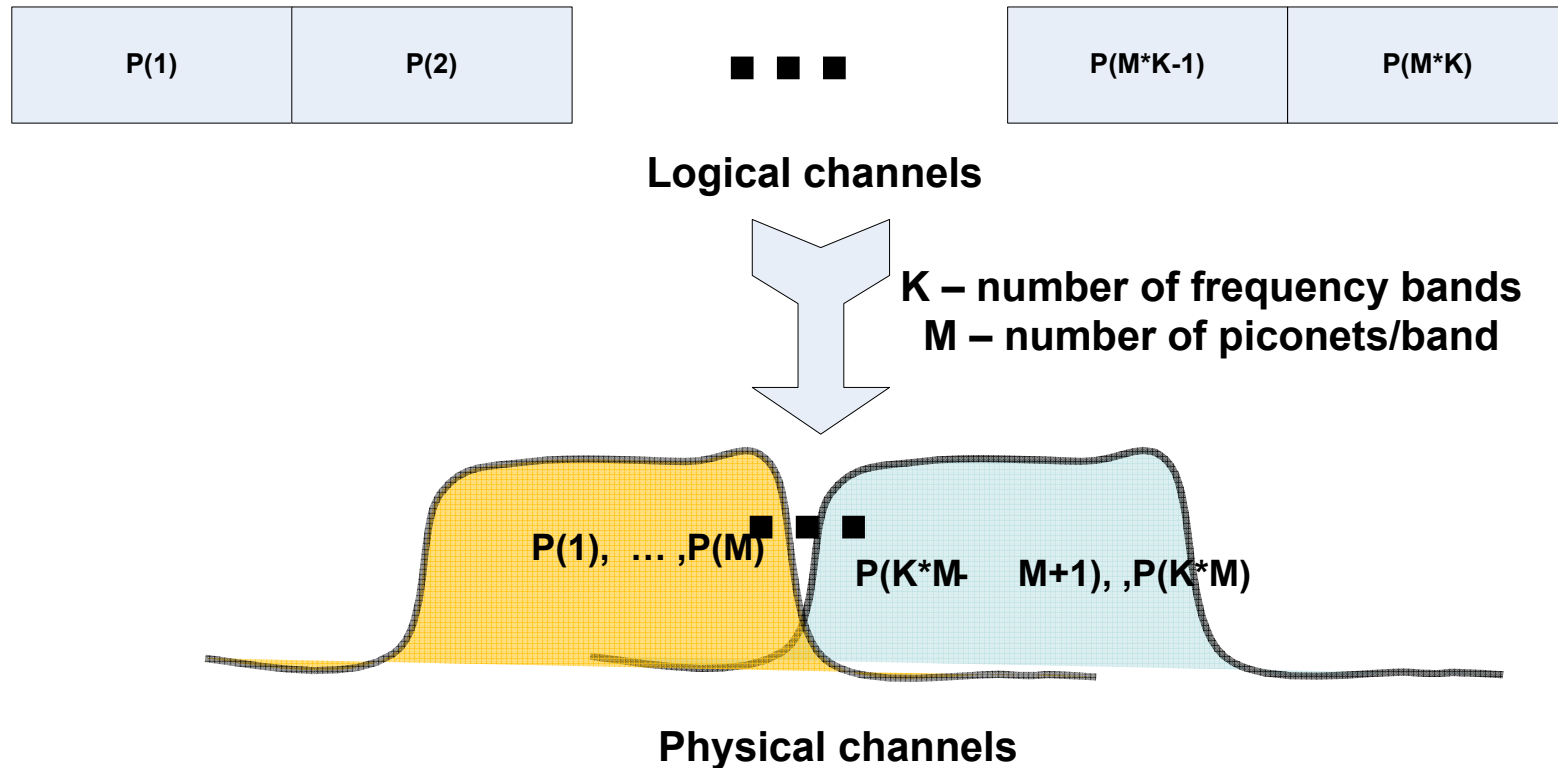 P(1) P(2) P(M*K-1) P(M*K)
Logical channels
K – number of frequency bands
M – number of piconets/band
P(1), … ,P(M)
P(K*M- M+1), ,P(K*M)
Physical channels